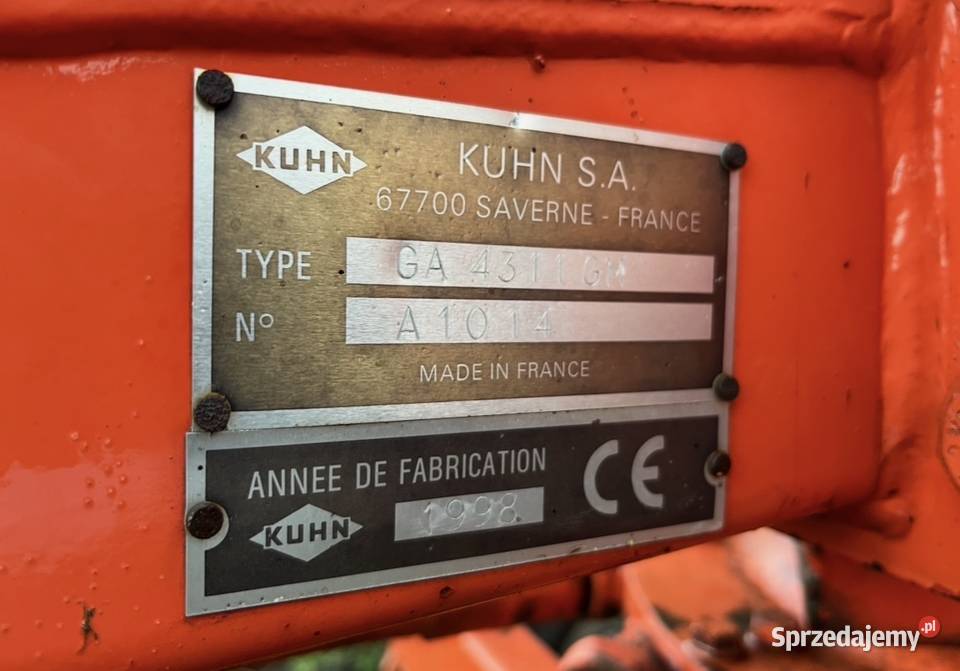 KUHN
KUHN S.A.
67700 SAVERNE - FRANCE
TYPE GA 4311 GM
N° A1014
MADE IN FRANCE
ANNEE DE FABRICATION
KUHN 1998 CE
Sprzedajemy.pl